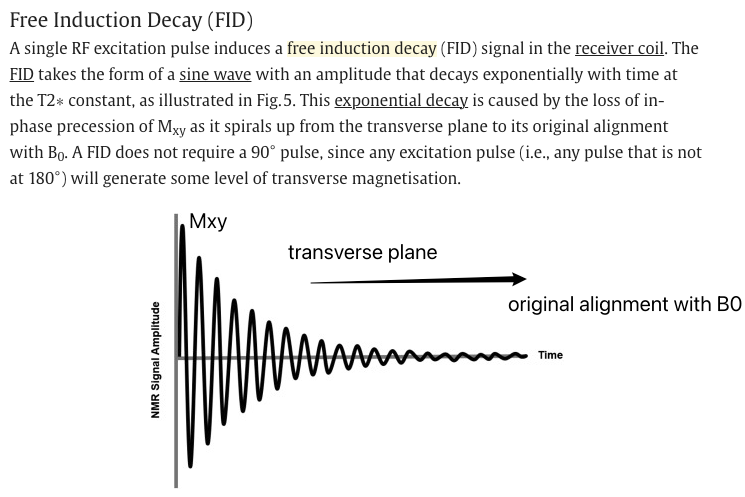 Free Induction Decay (FID)
A single RF excitation pulse induces a free induction decay (FID) signal in the receiver coil. The
FID takes the form of a sine wave with an amplitude that decays exponentially with time at
the T2∗ constant, as illustrated in Fig. 5. This exponential decay is caused by the loss of in-
phase precession of Mxy as it spirals up from the transverse plane to its original alignment
with B0. A FID does not require a 90° pulse, since any excitation pulse (i.e., any pulse that is not
at 180°) will generate some level of transverse magnetisation.
Mxy
transverse plane
original alignment with B0
NMR Signal Amplitude
Time